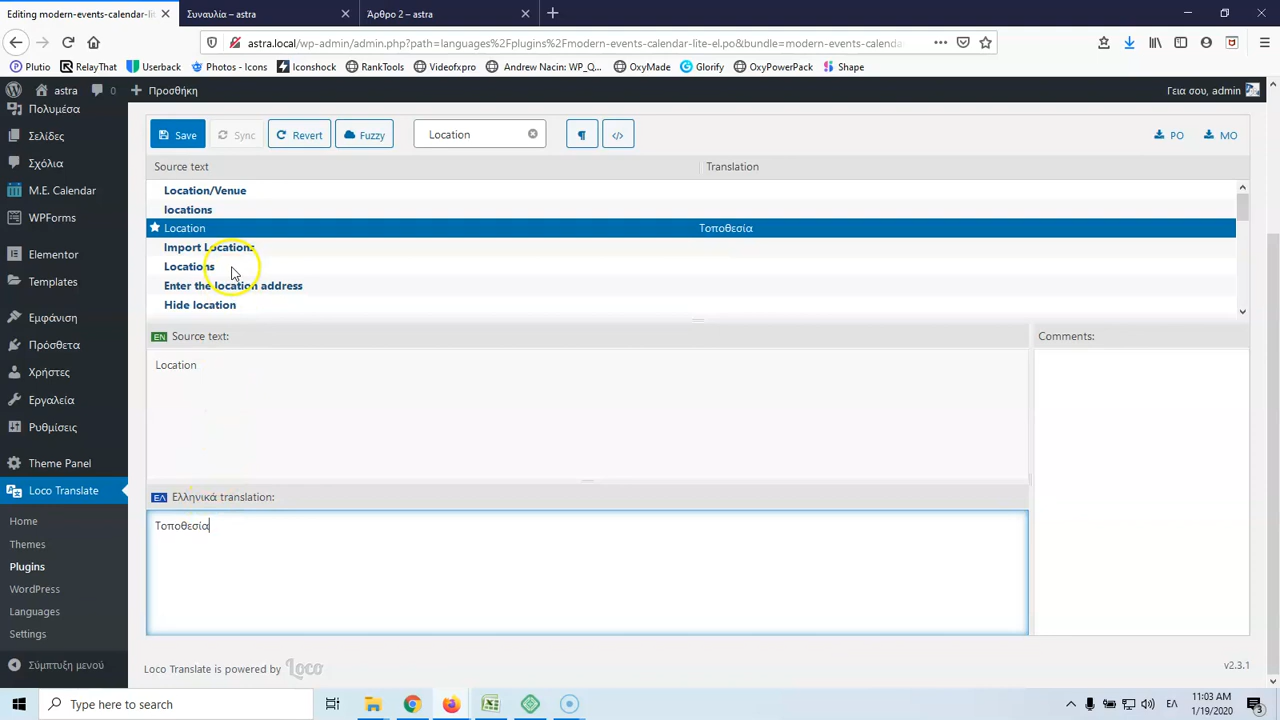 Editing modern-events-calendar-lit
Συναυλία – astra
Άρθρο 2 – astra
astra.local/wp-admin/admin.php?path=languages%2Fplugins%2Fmodern-events-calendar-lite-el.po&bundle=modern-events-calenda
Plutio
RelayThat
Userback
Photos - Icons
Iconshock
RankTools
Videofxpro
Andrew Nacin: WP_Q...
OxyMade
Glorify
OxyPowerPack
Shape
astra
0
Προσθήκη
Γεια σου, admin
Πολυμέσα
Σελίδες
Σχόλια
M.E. Calendar
WPForms
Elementor
Templates
Εμφάνιση
Πρόσθετα
Χρήστες
Εργαλεία
Ρυθμίσεις
Theme Panel
Loco Translate
Home
Themes
Plugins
WordPress
Languages
Settings
Σύμπτυξη μενού
Save
Sync
Revert
Fuzzy
Location
¶
</>
PO
MO
Source text
Translation
Location/Venue
locations
Location
Τοποθεσία
Import Locations
Locations
Enter the location address
Hide location
EN Source text:
Comments:
Location
ΕΛ Ελληνικά translation:
Τοποθεσία
Loco Translate is powered by Loco
v2.3.1
Type here to search
ΕΛ
11:03 AM
1/19/2020
3